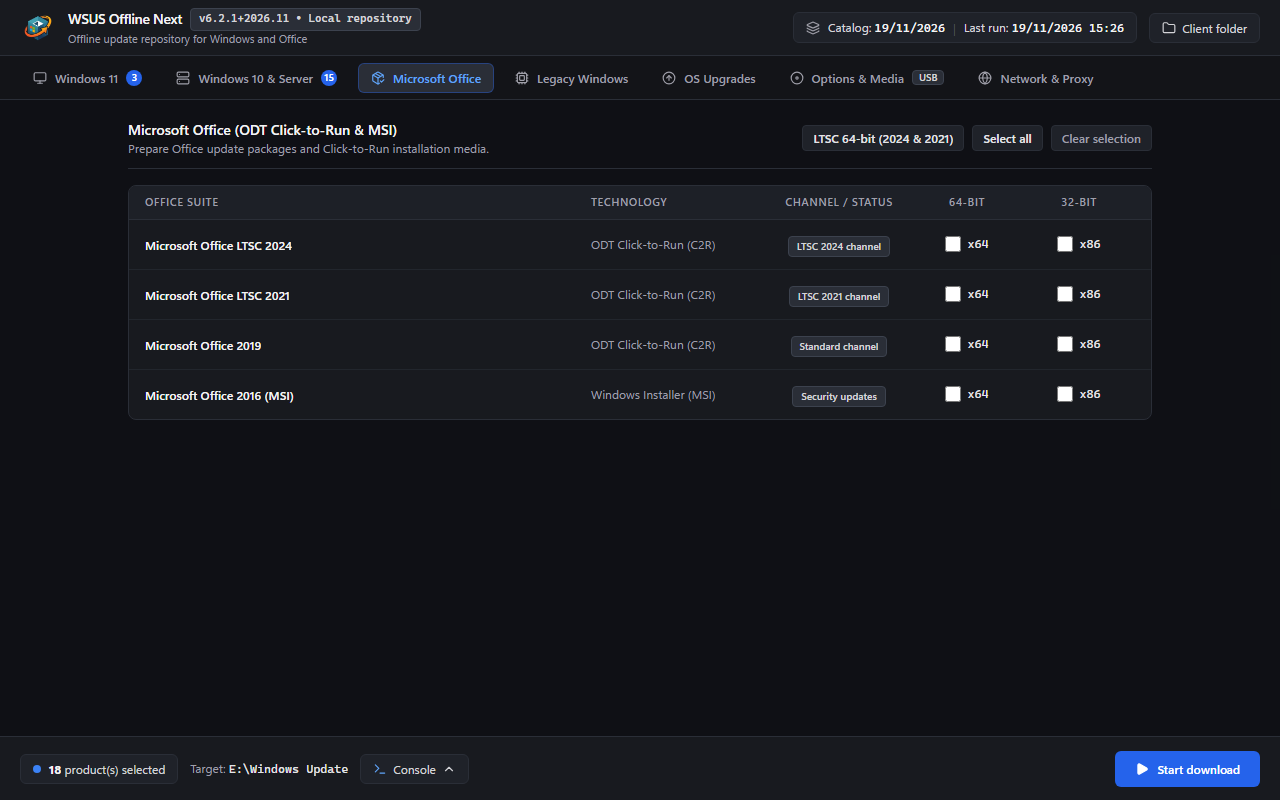 WSUS Offline Next v6.2.1+2026.11 • Local repository
Offline update repository for Windows and Office
Catalog: 19/11/2026 | Last run: 19/11/2026 15:26
Client folder
Windows 11 3
Windows 10 & Server 15
Microsoft Office
Legacy Windows
OS Upgrades
Options & Media USB
Network & Proxy
Microsoft Office (ODT Click-to-Run & MSI)
Prepare Office update packages and Click-to-Run installation media.
LTSC 64-bit (2024 & 2021)
Select all
Clear selection
OFFICE SUITE TECHNOLOGY CHANNEL / STATUS 64-BIT 32-BIT
Microsoft Office LTSC 2024 ODT Click-to-Run (C2R) LTSC 2024 channel x64 x86
Microsoft Office LTSC 2021 ODT Click-to-Run (C2R) LTSC 2021 channel x64 x86
Microsoft Office 2019 ODT Click-to-Run (C2R) Standard channel x64 x86
Microsoft Office 2016 (MSI) Windows Installer (MSI) Security updates x64 x86
18 product(s) selected
Target: E:\Windows Update
Console
Start download